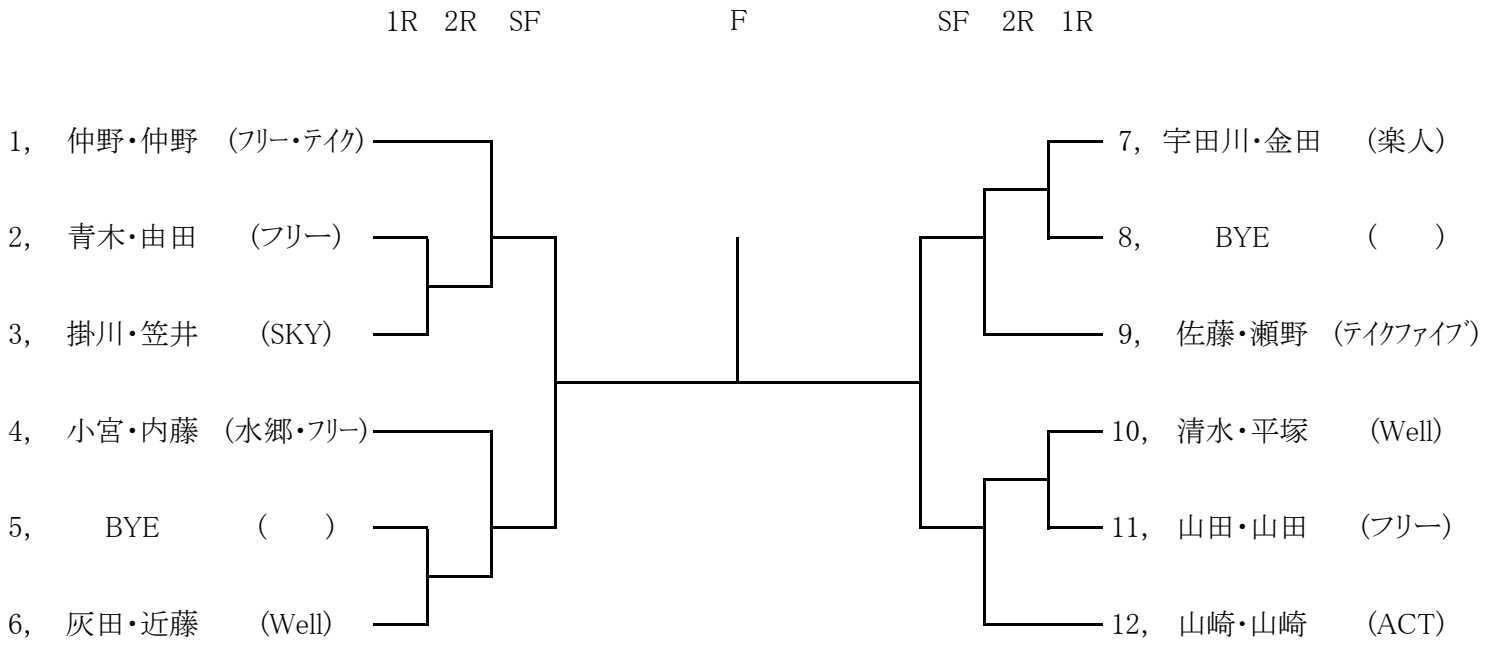 1R 2R SF F SF 2R 1R
1, 仲野・仲野 (フリー・テイク)
2, 青木・由田 (フリー)
3, 掛川・笠井 (SKY)
4, 小宮・内藤 (水郷・フリー)
5, BYE ( )
6, 灰田・近藤 (Well)
7, 宇田川・金田 (楽人)
8, BYE ( )
9, 佐藤・瀬野 (テイクファイブ)
10, 清水・平塚 (Well)
11, 山田・山田 (フリー)
12, 山崎・山崎 (ACT)